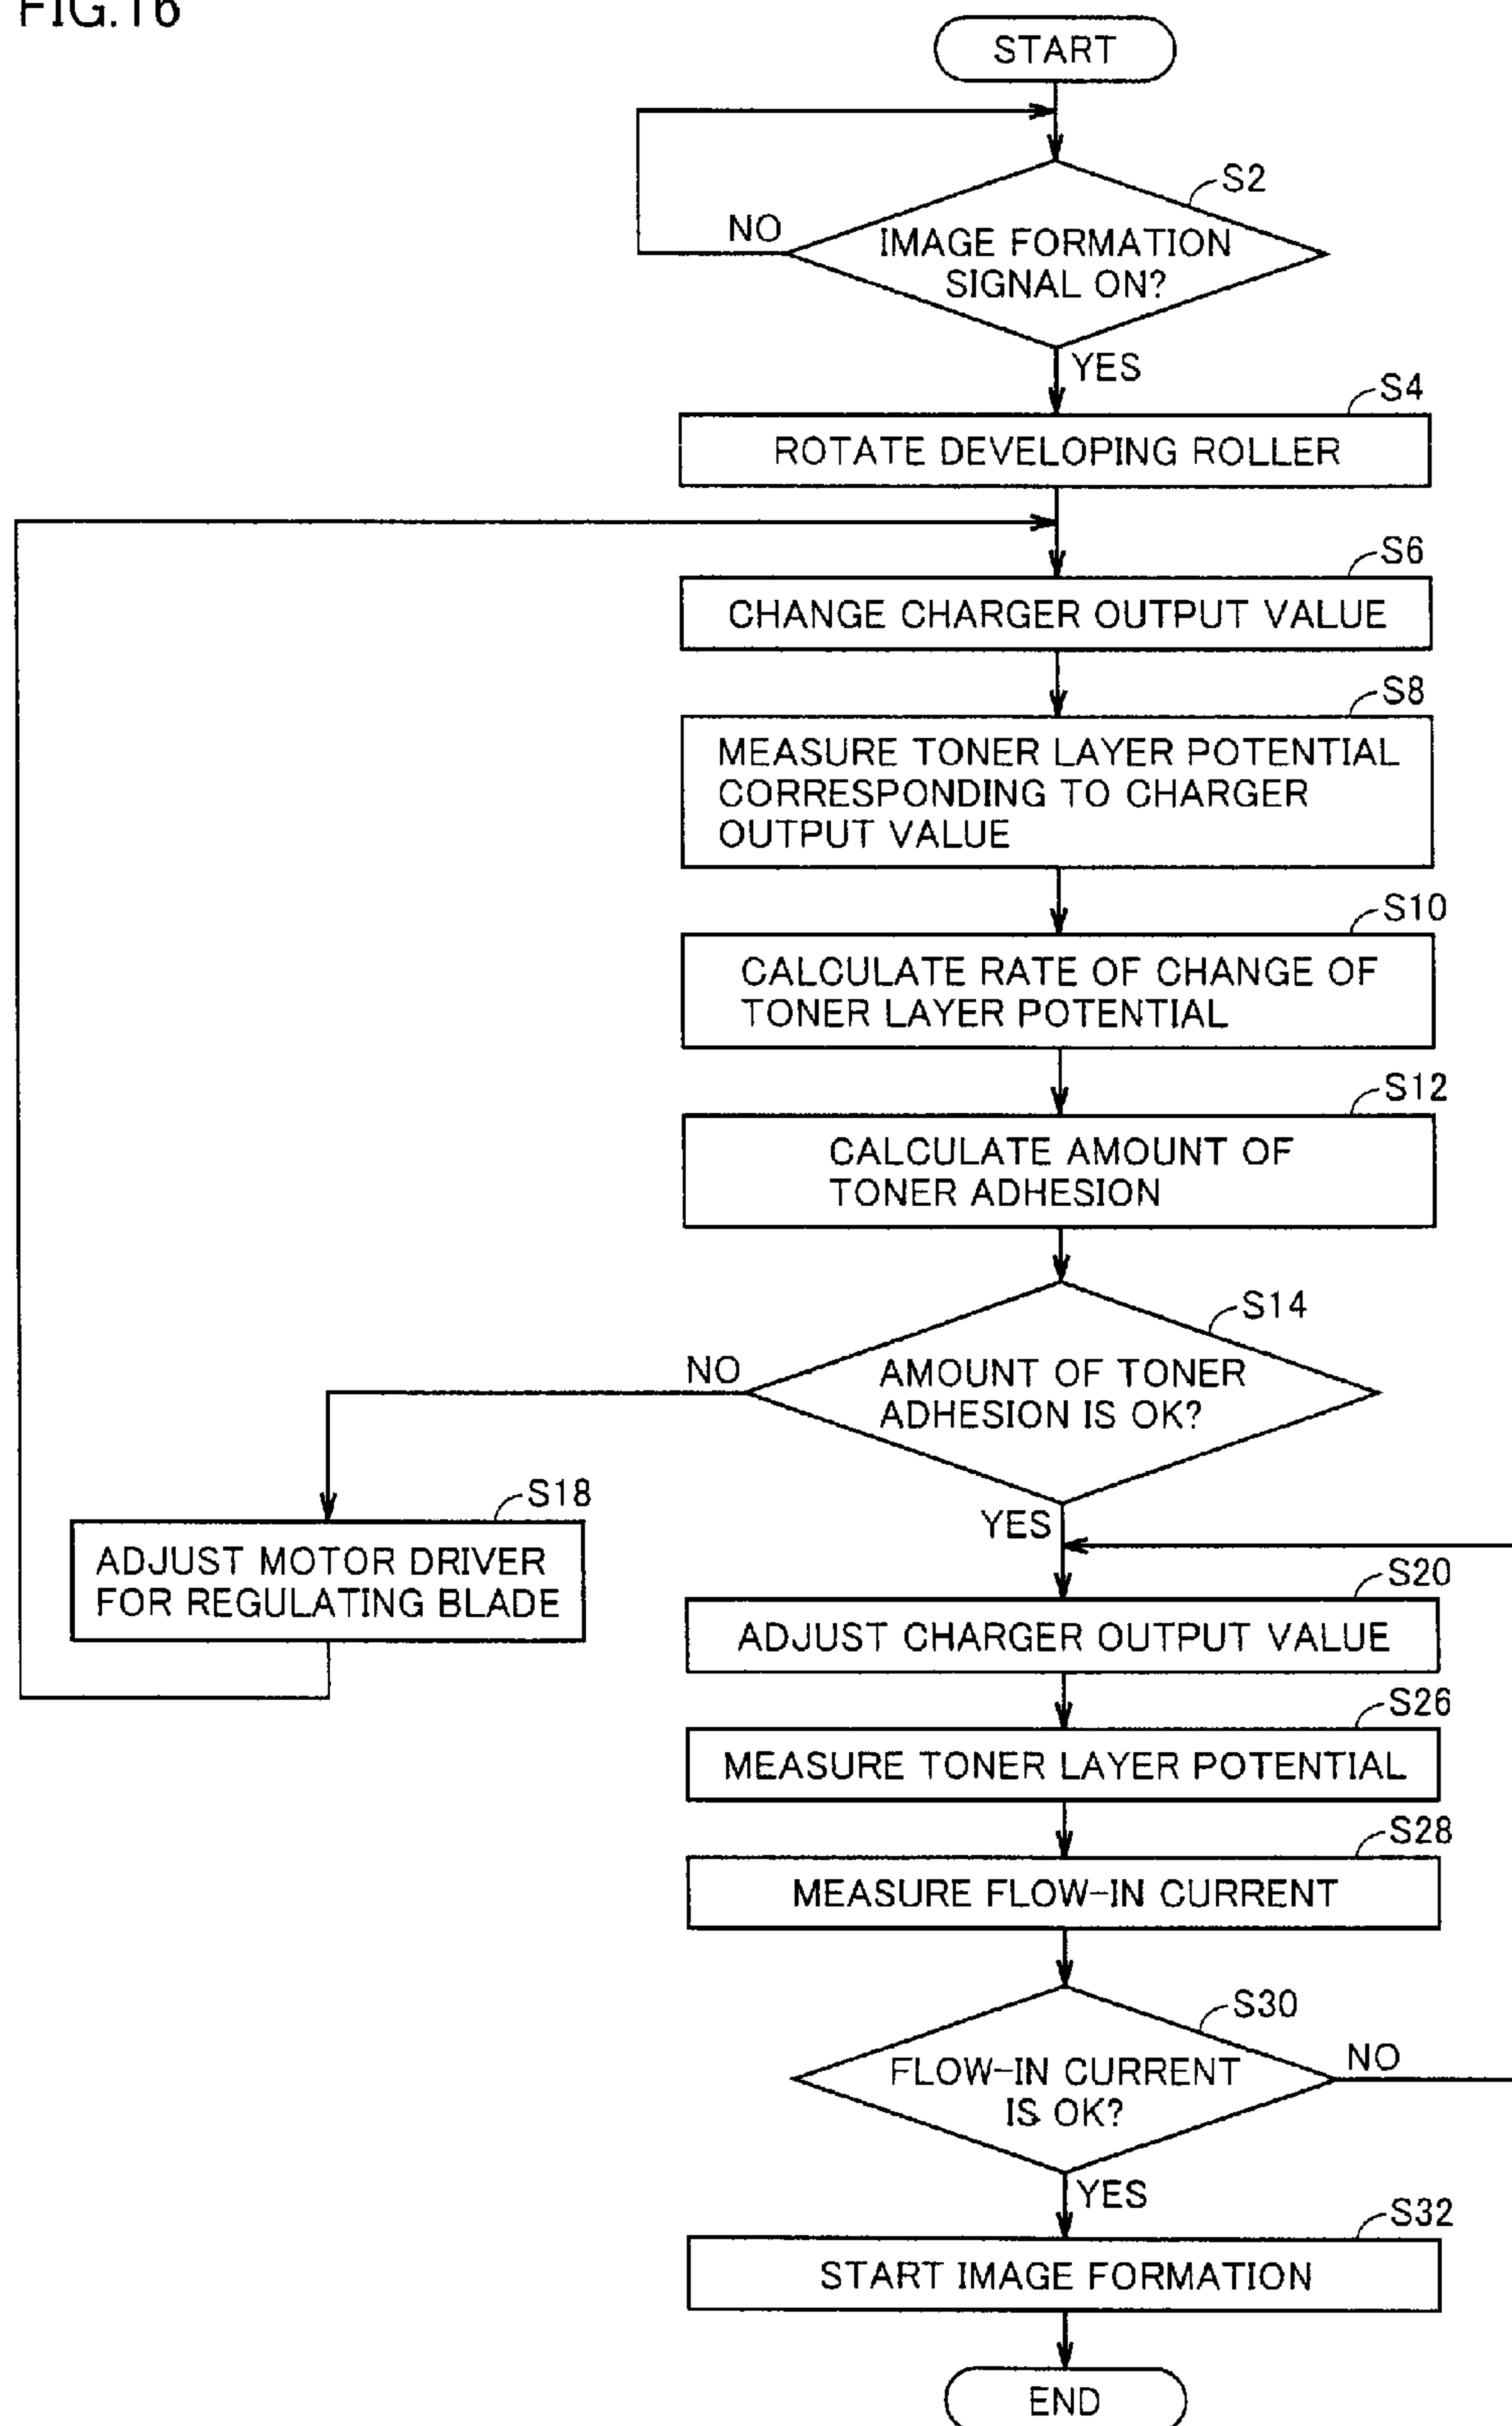 FIG.16
START
S2
NO
IMAGE FORMATION
SIGNAL ON?
YES
S4
ROTATE DEVELOPING ROLLER
S6
CHANGE CHARGER OUTPUT VALUE
S8
MEASURE TONER LAYER POTENTIAL
CORRESPONDING TO CHARGER
OUTPUT VALUE
S10
CALCULATE RATE OF CHANGE OF
TONER LAYER POTENTIAL
S12
CALCULATE AMOUNT OF
TONER ADHESION
S14
NO
AMOUNT OF TONER
ADHESION IS OK?
YES
S18
ADJUST MOTOR DRIVER
FOR REGULATING BLADE
S20
ADJUST CHARGER OUTPUT VALUE
S26
MEASURE TONER LAYER POTENTIAL
S28
MEASURE FLOW-IN CURRENT
S30
NO
FLOW-IN CURRENT
IS OK?
YES
S32
START IMAGE FORMATION
END